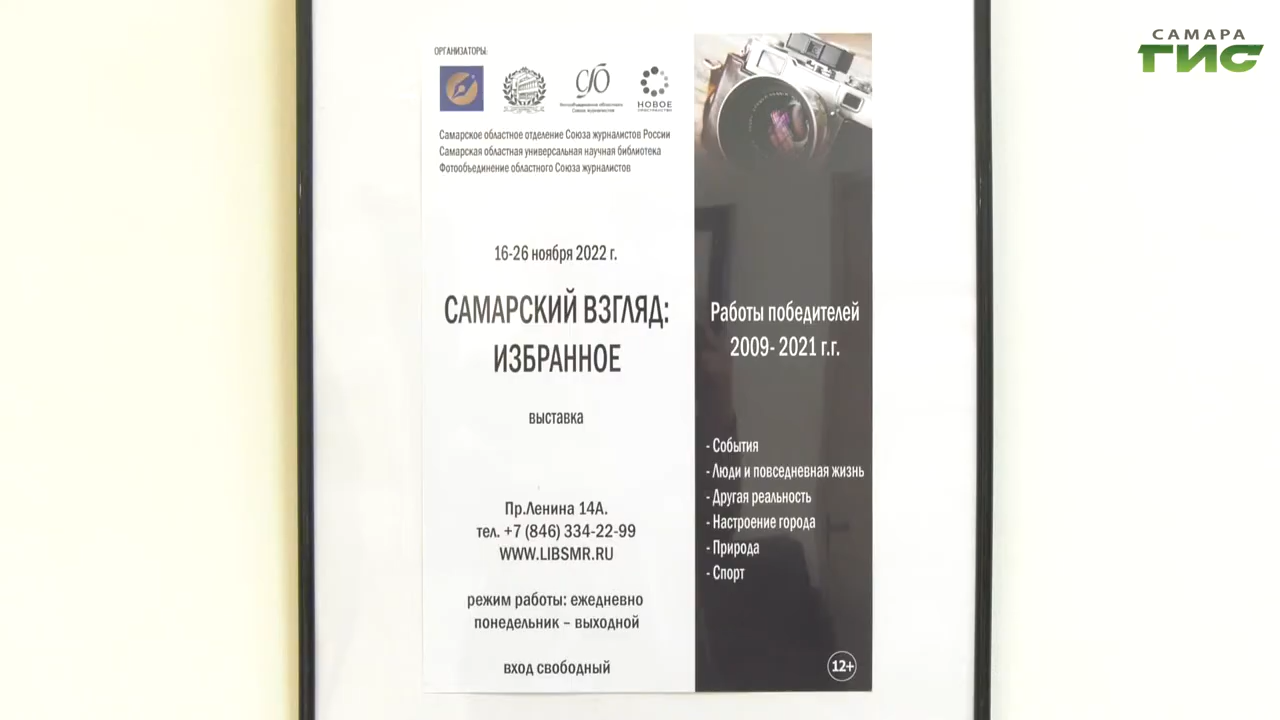 САМАРА
ГИС
ОРГАНИЗАТОРЫ:
НОВОЕ
ПРОСТРАНСТВО
Самарское областное отделение Союза журналистов России
Самарская областная универсальная научная библиотека
Фотообъединение областного Союза журналистов
16-26 ноября 2022 г.
САМАРСКИЙ ВЗГЛЯД:
ИЗБРАННОЕ
выставка
Пр.Ленина 14А.
тел. +7 (846) 334-22-99
WWW.LIBSMR.RU
режим работы: ежедневно
понедельник – выходной
вход свободный
Работы победителей
2009- 2021 г.г.
- События
- Люди и повседневная жизнь
- Другая реальность
- Настроение города
- Природа
- Спорт
12+